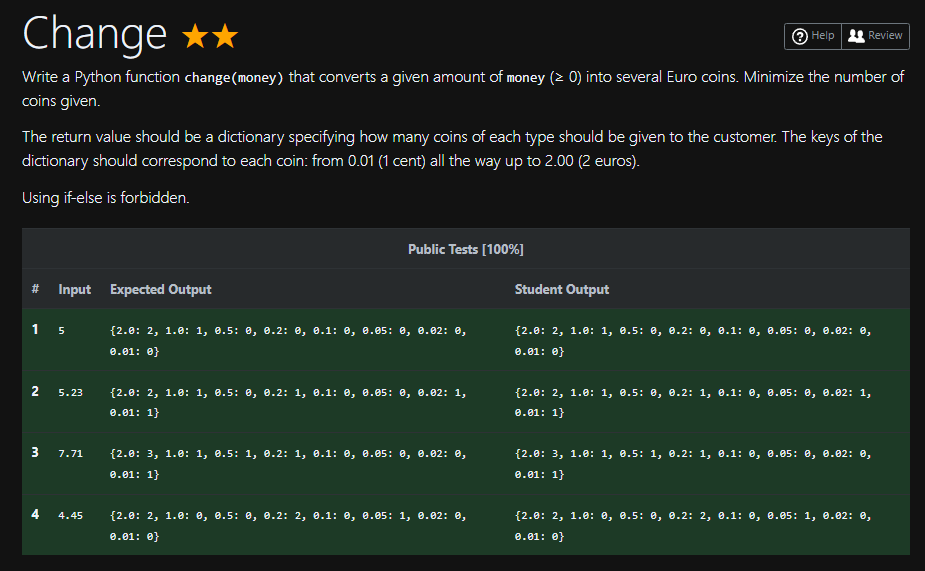 Change
Help
Review
Write a Python function change(money) that converts a given amount of money (≥ 0) into several Euro coins. Minimize the number of
coins given.
The return value should be a dictionary specifying how many coins of each type should be given to the customer. The keys of the
dictionary should correspond to each coin: from 0.01 (1 cent) all the way up to 2.00 (2 euros).
Using if-else is forbidden.
Public Tests [100%]
# Input Expected Output Student Output
1 5 {2.0: 2, 1.0: 1, 0.5: 0, 0.2: 0, 0.1: 0, 0.05: 0, 0.02: 0, {2.0: 2, 1.0: 1, 0.5: 0, 0.2: 0, 0.1: 0, 0.05: 0, 0.02: 0,
0.01: 0} 0.01: 0}
2 5.23 {2.0: 2, 1.0: 1, 0.5: 0, 0.2: 1, 0.1: 0, 0.05: 0, 0.02: 1, {2.0: 2, 1.0: 1, 0.5: 0, 0.2: 1, 0.1: 0, 0.05: 0, 0.02: 1,
0.01: 1} 0.01: 1}
3 7.71 {2.0: 3, 1.0: 1, 0.5: 1, 0.2: 1, 0.1: 0, 0.05: 0, 0.02: 0, {2.0: 3, 1.0: 1, 0.5: 1, 0.2: 1, 0.1: 0, 0.05: 0, 0.02: 0,
0.01: 1} 0.01: 1}
4 4.45 {2.0: 2, 1.0: 0, 0.5: 0, 0.2: 2, 0.1: 0, 0.05: 1, 0.02: 0, {2.0: 2, 1.0: 0, 0.5: 0, 0.2: 2, 0.1: 0, 0.05: 1, 0.02: 0,
0.01: 0} 0.01: 0}